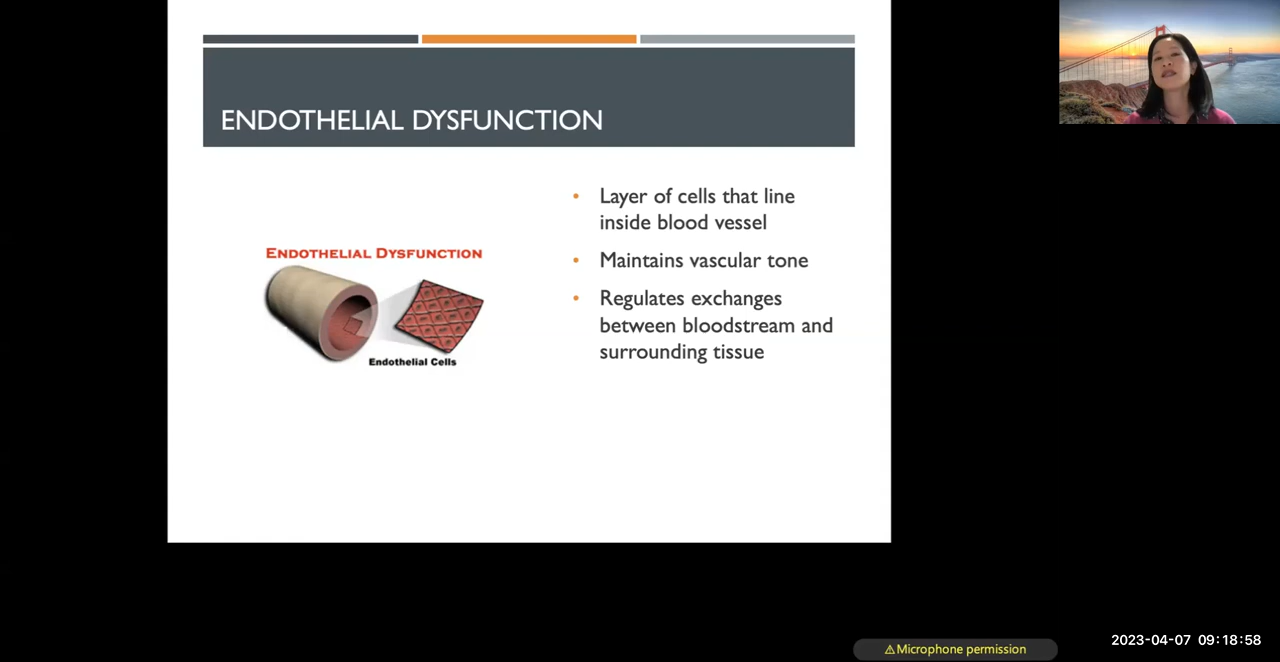 ENDOTHELIAL DYSFUNCTION
ENDOTHELIAL DYSFUNCTION
Endothelial Cells
• Layer of cells that line
inside blood vessel
• Maintains vascular tone
• Regulates exchanges
between bloodstream and
surrounding tissue
⚠Microphone permission
2023-04-07 09:18:58